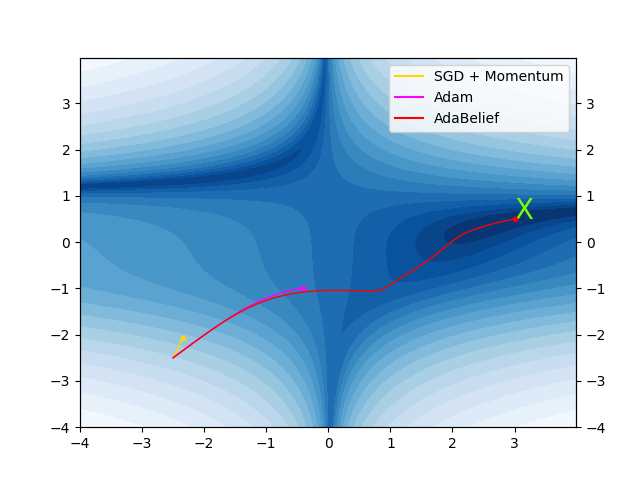 SGD + Momentum
Adam
AdaBelief
3 3
2 2
1 1
X
0 0
−1 −1
−2 −2
−3 −3
−4 −4
−4 −3 −2 −1 0 1 2 3